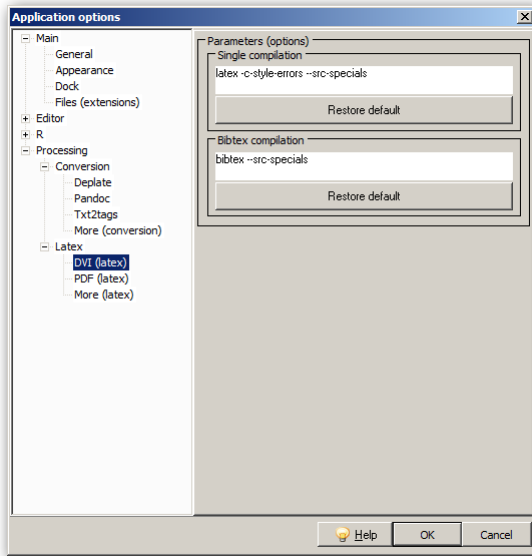 Application options
Main
General
Appearance
Dock
Files (extensions)
Editor
R
Processing
Conversion
Deplate
Pandoc
Txt2tags
More (conversion)
Latex
DVI (latex)
PDF (latex)
More (latex)
Parameters (options)
Single compilation
latex -c-style-errors --src-specials
Restore default
Bibtex compilation
bibtex --src-specials
Restore default
Help
OK
Cancel